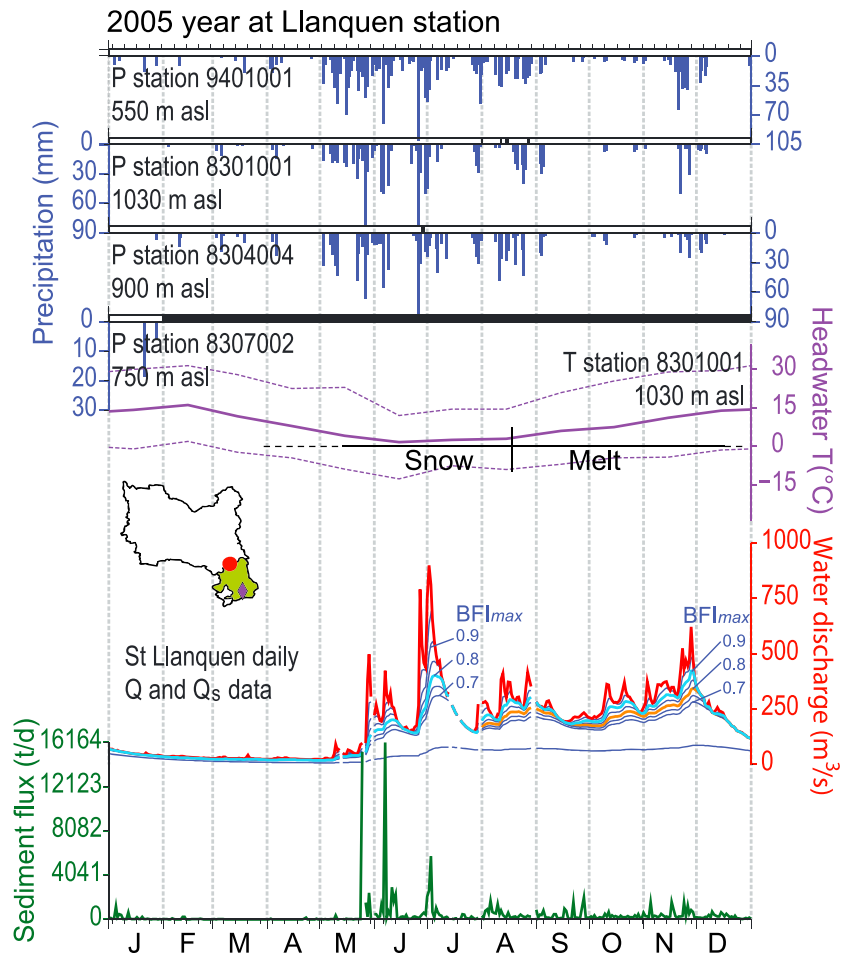 2005 year at Llanquen station
P station 9401001
550 m asl
0
35
70
105
Precipitation (mm)
0
30
60
90
P station 8301001
1030 m asl
P station 8304004
900 m asl
0
30
60
90
0
10
20
30
P station 8307002
750 m asl
T station 8301001
1030 m asl
30
15
0
−15
Headwater T(°C)
Snow
Melt
St Llanquen daily
Q and Qs data
BFImax
0.9
0.8
0.7
BFImax
0.9
0.8
0.7
1000
750
500
250
0
Water discharge (m³/s)
16164
12123
8082
4041
0
Sediment flux (t/d)
J F M A M J J A S O N D